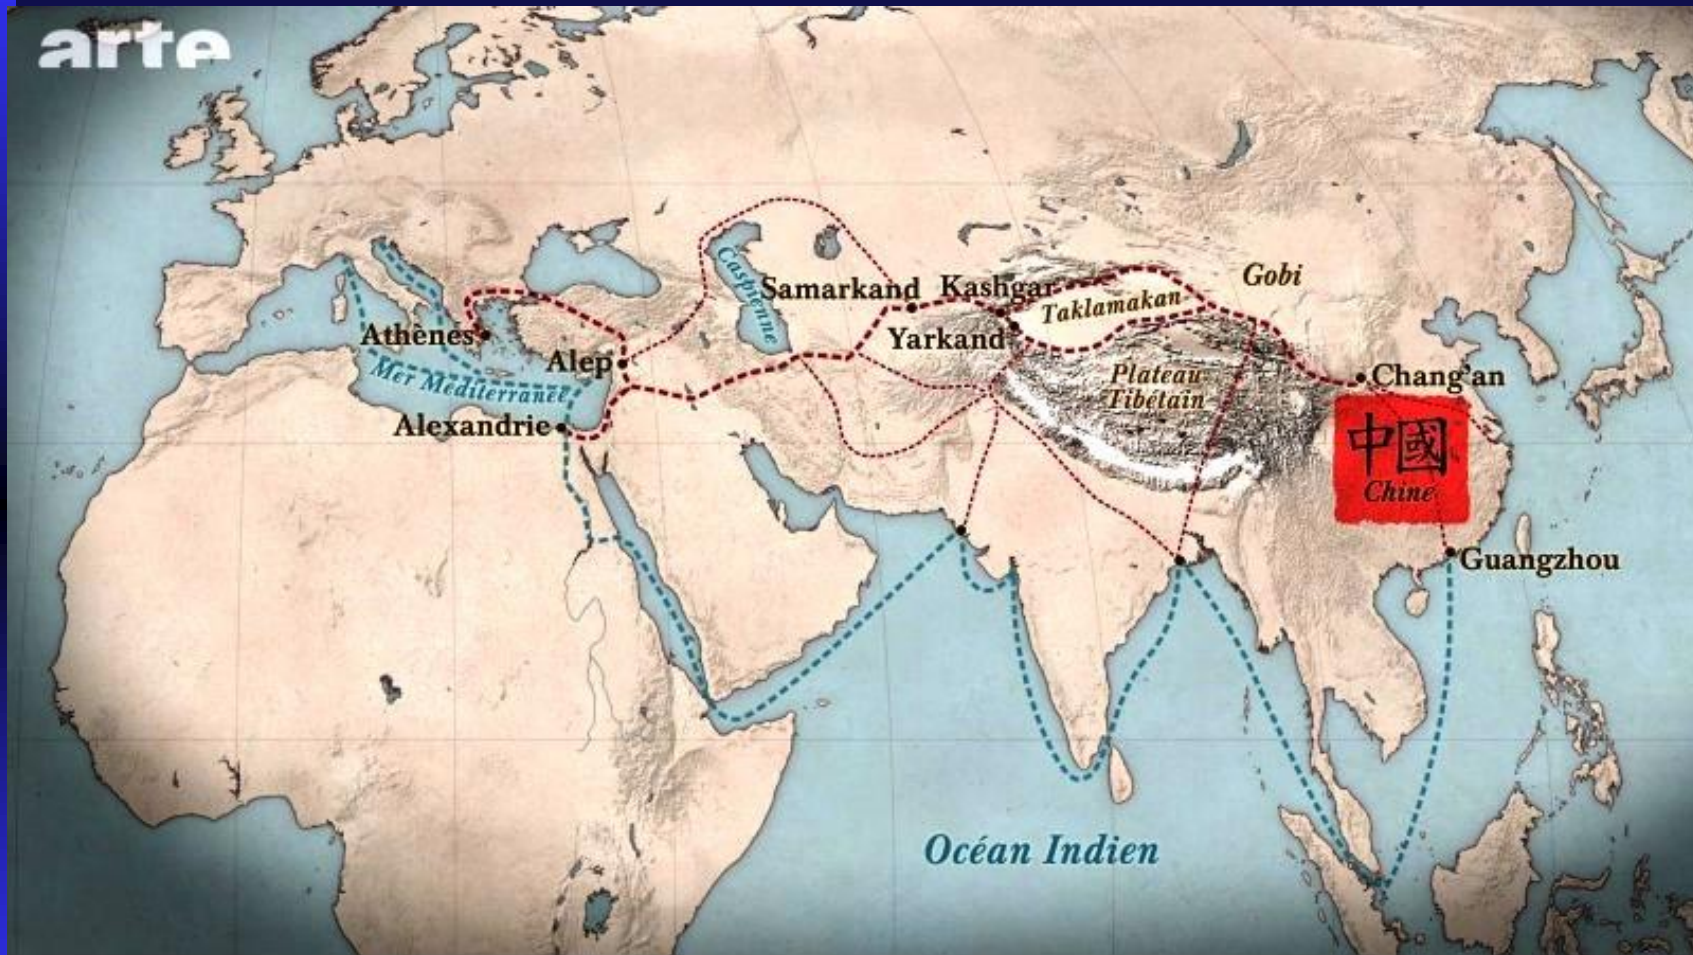 arte
Caspienne
Samarkand
Kashgar
Gobi
Taklamakan
Athènes
Yarkand
Alep
Mer Méditerranée
Plateau
Tibétain
Chang'an
Alexandrie
中國
Chine
Guangzhou
Océan Indien